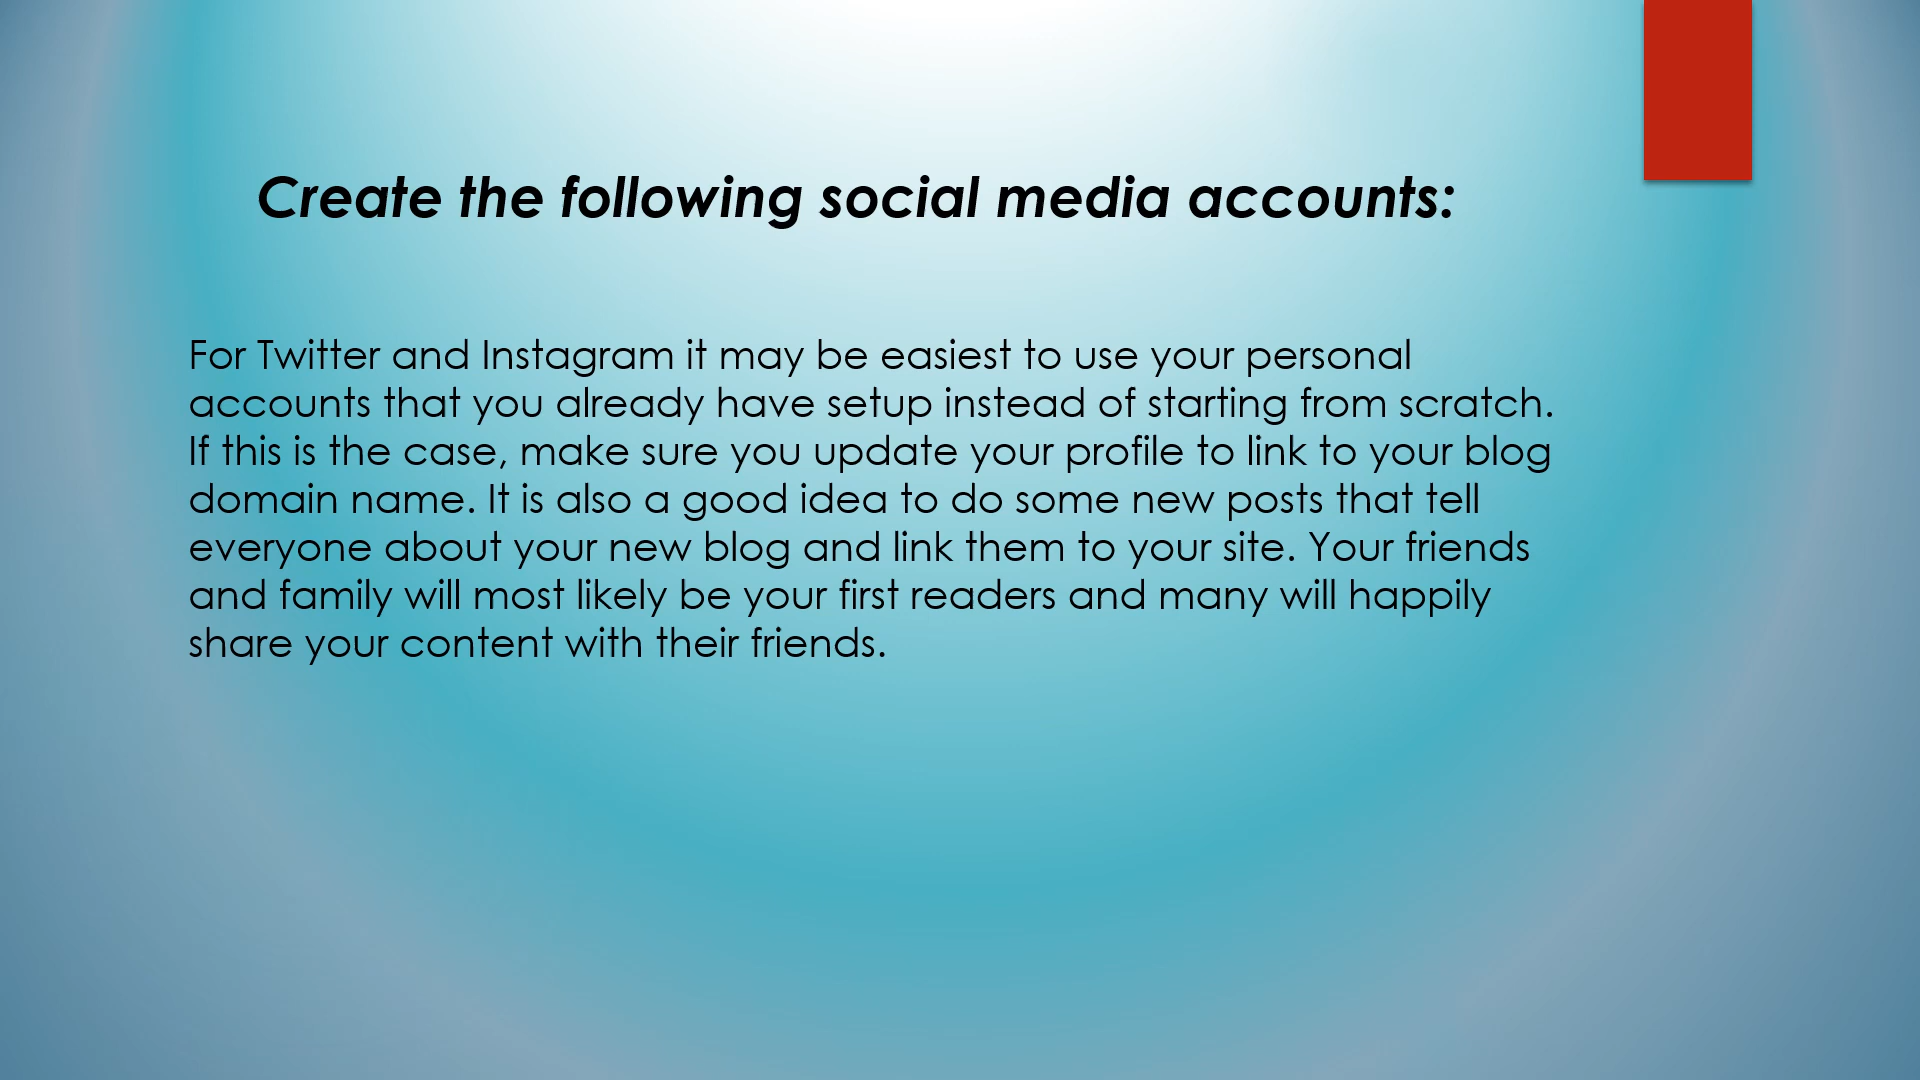 Create the following social media accounts:
For Twitter and Instagram it may be easiest to use your personal
accounts that you already have setup instead of starting from scratch.
If this is the case, make sure you update your profile to link to your blog
domain name. It is also a good idea to do some new posts that tell
everyone about your new blog and link them to your site. Your friends
and family will most likely be your first readers and many will happily
share your content with their friends.